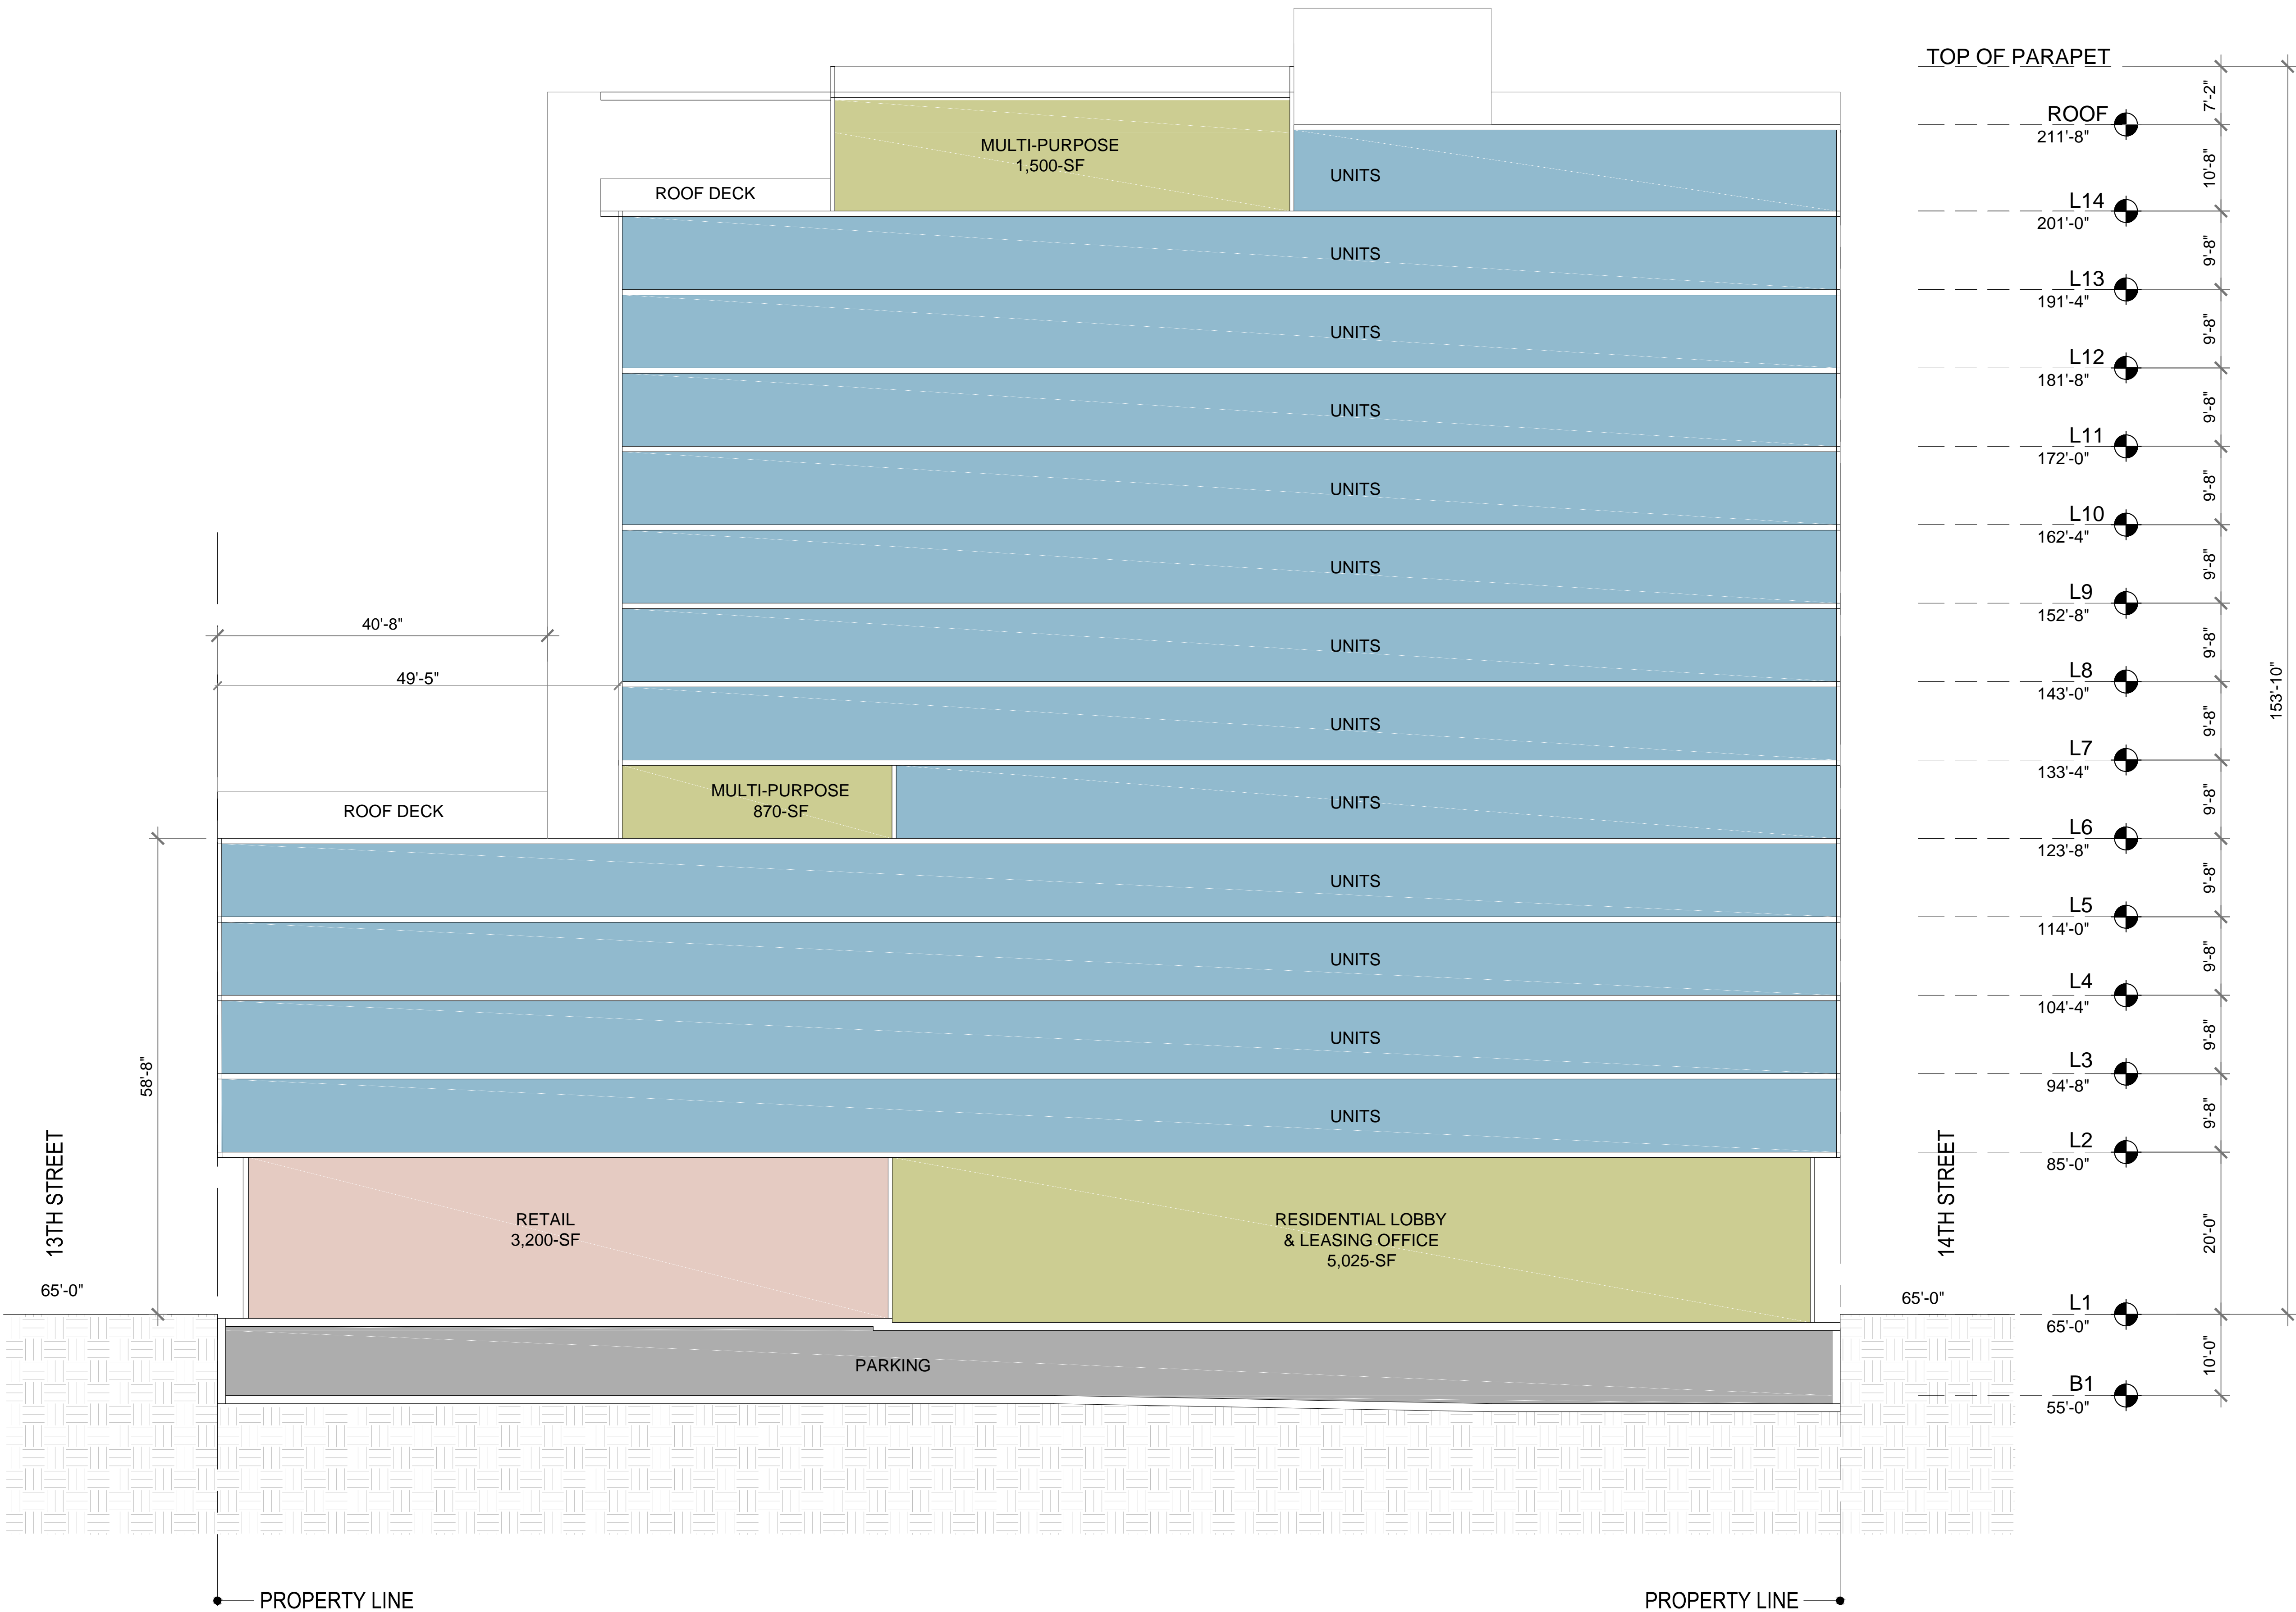 TOP OF PARAPET
7'-2"
ROOF
211'-8"
MULTI-PURPOSE
1,500-SF
UNITS
10'-8"
ROOF DECK
L14
201'-0"
UNITS
9'-8"
L13
191'-4"
UNITS
9'-8"
L12
181'-8"
UNITS
9'-8"
L11
172'-0"
UNITS
9'-8"
L10
162'-4"
UNITS
9'-8"
L9
152'-8"
40'-8"
UNITS
9'-8"
L8
143'-0"
49'-5"
153'-10"
UNITS
9'-8"
L7
133'-4"
MULTI-PURPOSE
870-SF
UNITS
9'-8"
ROOF DECK
L6
123'-8"
UNITS
9'-8"
L5
114'-0"
UNITS
9'-8"
L4
104'-4"
UNITS
9'-8"
L3
94'-8"
58'-8"
UNITS
9'-8"
L2
85'-0"
13TH STREET
14TH STREET
RETAIL
3,200-SF
RESIDENTIAL LOBBY
& LEASING OFFICE
5,025-SF
20'-0"
65'-0"
65'-0"
L1
65'-0"
PARKING
10'-0"
B1
55'-0"
PROPERTY LINE
PROPERTY LINE